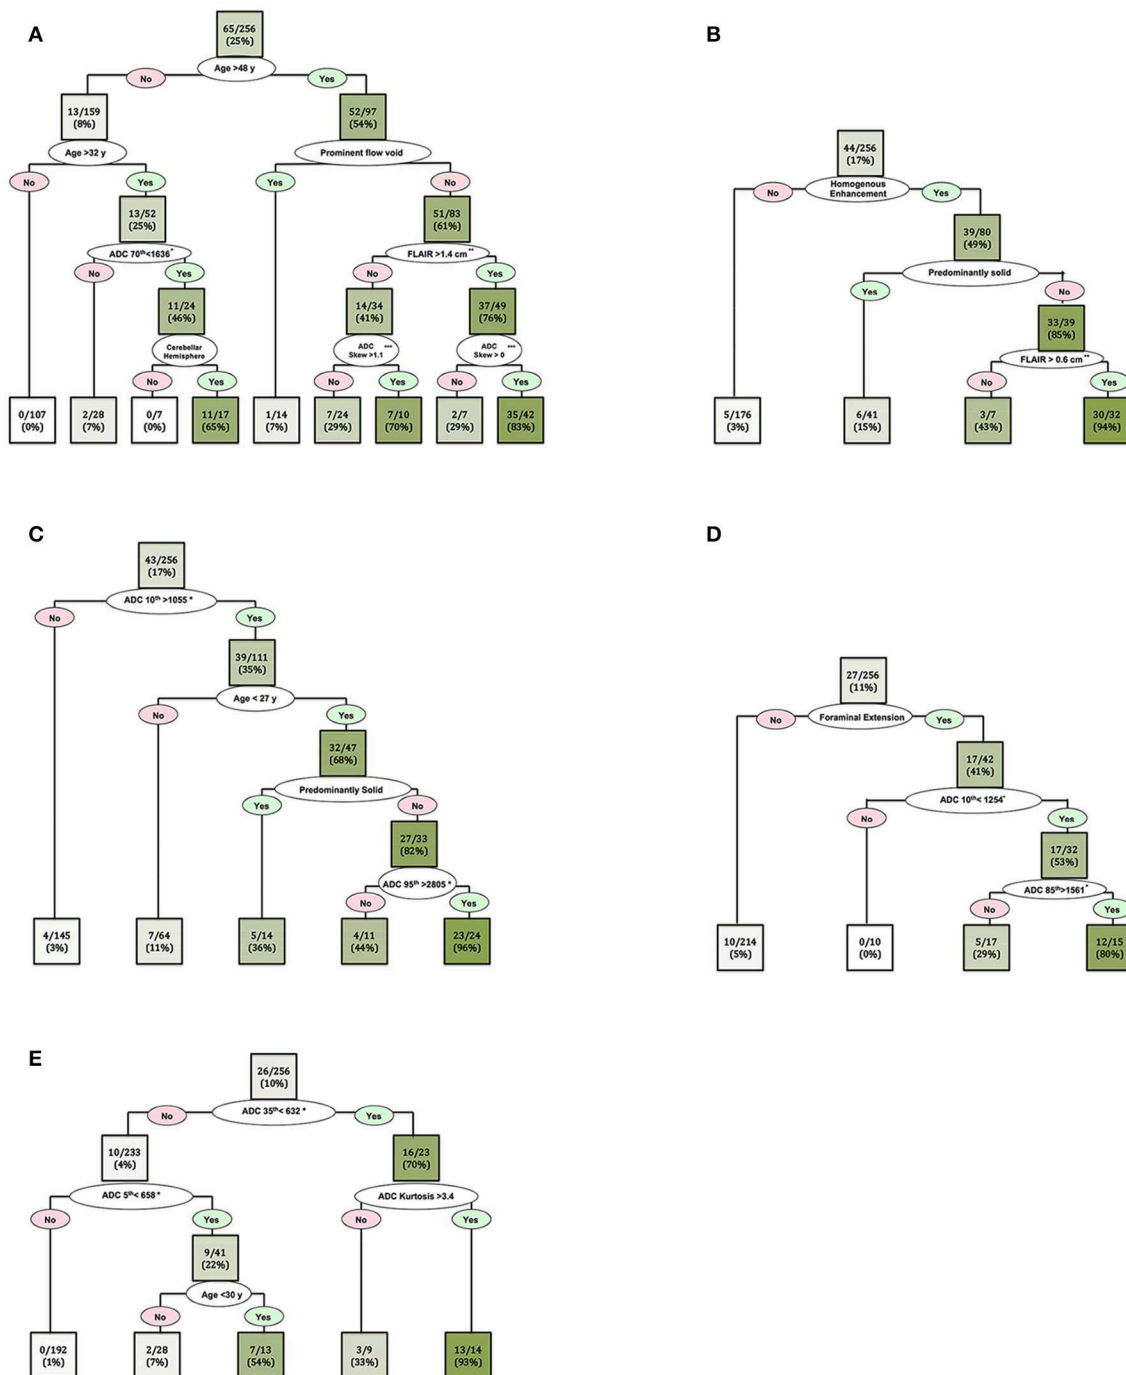 A
65/256
(25%)
Age >48 y
No
Yes
13/159
(8%)
52/97
(54%)
Age >32 y
Prominent flow void
No
Yes
Yes
No
13/52
(25%)
51/83
(61%)
ADC 70th<1636*
FLAIR >1.4 cm**
No
Yes
No
Yes
11/24
(46%)
14/34
(41%)
37/49
(76%)
Cerebellar
Hemisphere
ADC ***
Skew >1.1
ADC ***
Skew > 0
No
Yes
No
Yes
No
Yes
0/107
(0%)
2/28
(7%)
0/7
(0%)
11/17
(65%)
1/14
(7%)
7/24
(29%)
7/10
(70%)
2/7
(29%)
35/42
(83%)
B
44/256
(17%)
Homogenous
Enhancement
No
Yes
39/80
(49%)
Predominantly solid
Yes
No
33/39
(85%)
FLAIR > 0.6 cm**
No
Yes
5/176
(3%)
6/41
(15%)
3/7
(43%)
30/32
(94%)
C
43/256
(17%)
ADC 10th >1055 *
No
Yes
39/111
(35%)
Age < 27 y
No
Yes
32/47
(68%)
Predominantly Solid
Yes
No
27/33
(82%)
ADC 95th >2805 *
No
Yes
4/145
(3%)
7/64
(11%)
5/14
(36%)
4/11
(44%)
23/24
(96%)
D
27/256
(11%)
Foraminal Extension
No
Yes
17/42
(41%)
ADC 10th< 1254*
No
Yes
17/32
(53%)
ADC 85th>1561*
No
Yes
10/214
(5%)
0/10
(0%)
5/17
(29%)
12/15
(80%)
E
26/256
(10%)
ADC 35th< 632 *
No
Yes
10/233
(4%)
16/23
(70%)
ADC 5th< 658 *
ADC Kurtosis >3.4
No
Yes
No
Yes
9/41
(22%)
Age <30 y
No
Yes
0/192
(1%)
2/28
(7%)
7/13
(54%)
3/9
(33%)
13/14
(93%)